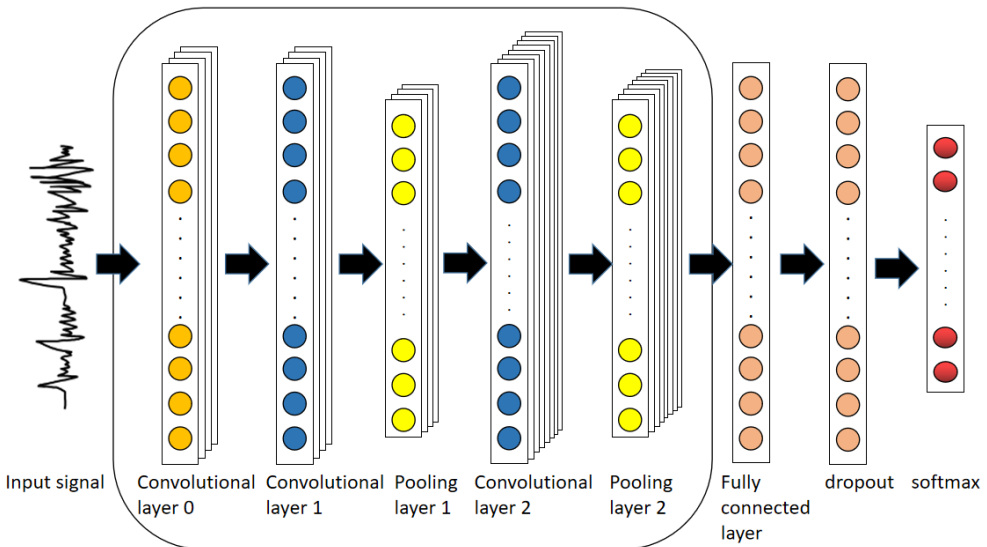 Input signal
Convolutional
layer 0
Convolutional
layer 1
Pooling
layer 1
Convolutional
layer 2
Pooling
layer 2
Fully
connected
layer
dropout
softmax